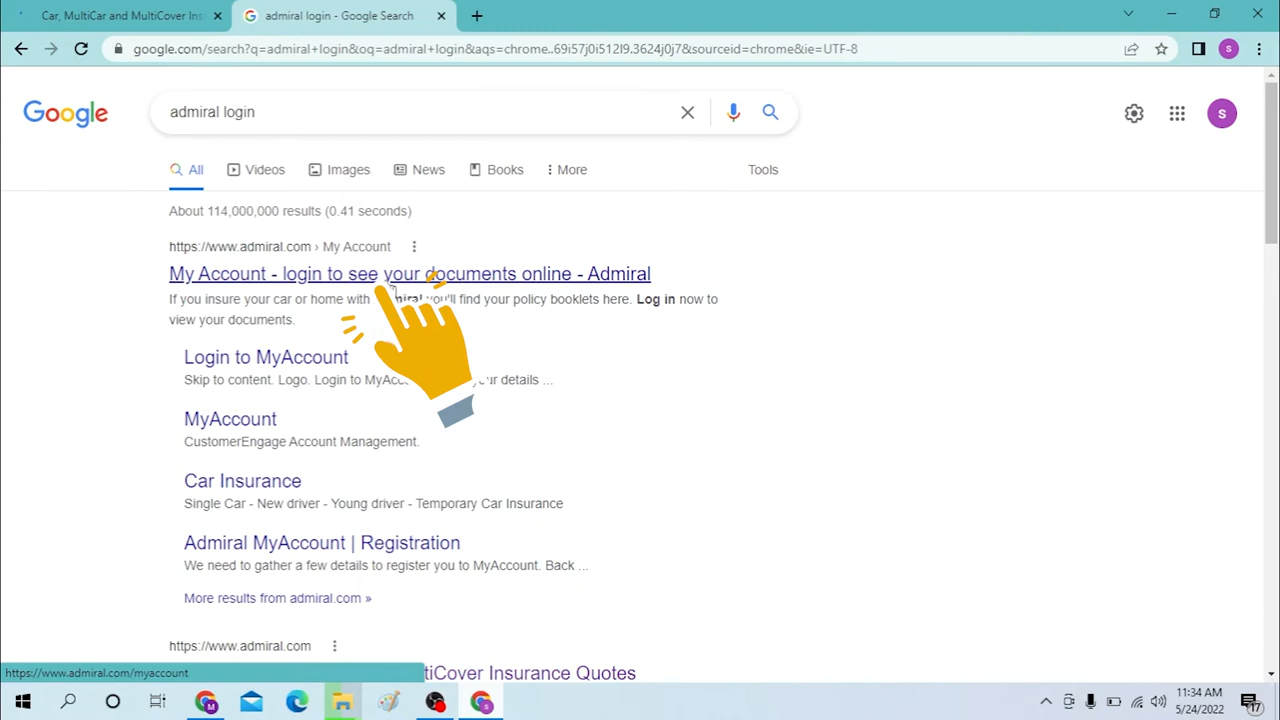 Car, MultiCar and MultiCover Ins
admiral login - Google Search
google.com/search?q=admiral+login&oq=admiral+login&aqs=chrome..69i57j0i512l9.3624j0j7&sourceid=chrome&ie=UTF-8
S
Google
admiral login
S
All
Videos
Images
News
Books
More
Tools
About 114,000,000 results (0.41 seconds)
https://www.admiral.com › My Account
My Account - login to see your documents online - Admiral
If you insure your car or home with you'll find your policy booklets here. Log in now to
view your documents.
Login to MyAccount
Skip to content. Logo. Login to your details ...
MyAccount
CustomerEngage Account Management.
Car Insurance
Single Car - New driver - Young driver - Temporary Car Insurance
Admiral MyAccount | Registration
We need to gather a few details to register you to MyAccount. Back ...
More results from admiral.com »
https://www.admiral.com
Insurance Quotes
https://www.admiral.com/myaccount
M
S
11:34 AM
5/24/2022
17